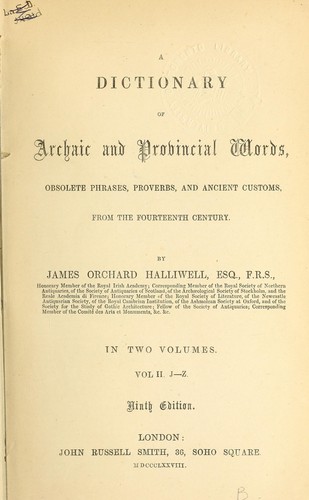 A
DICTIONARY
OF
Archaic and Provincial Words,
OBSOLETE PHRASES, PROVERBS, AND ANCIENT CUSTOMS,
FROM THE FOURTEENTH CENTURY.
BY
JAMES ORCHARD HALLIWELL, ESQ., F.R.S.,
Honorary Member of the Royal Irish Academy; Corresponding Member of the Royal Society of Northern
Antiquaries, of the Society of Antiquaries of Scotland, of the Archæological Society of Stockholm, and the
Reale Academia di Firenze; Honorary Member of the Royal Society of Literature, of the Newcastle
Antiquarian Society, of the Royal Cambrian Institution, of the Ashmolean Society at Oxford, and of the
Society for the Study of Gothic Architecture; Fellow of the Society of Antiquaries; Corresponding
Member of the Comité des Arts et Monuments, &c. &c.
IN TWO VOLUMES.
VOL II. J—Z.
Ninth Edition.
LONDON:
JOHN RUSSELL SMITH, 36, SOHO SQUARE.
MDCCCLXXVIII.
B